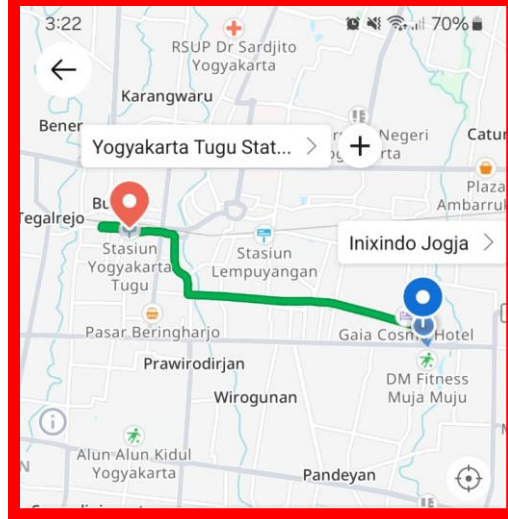 3:22
70%
RSUP Dr Sardjito
Yogyakarta
Karangwaru
Bener
Negeri
Yogyakarta Tugu Stat...
Catur
Plaza
Ambarru
Tegalrejo
Bu
Inixindo Jogja
Stasiun
Yogyakarta
Tugu
Stasiun
Lempuyangan
Pasar Beringharjo
Gaia Cosmo Hotel
Prawirodirjan
DM Fitness
Muja Muju
Wirogunan
Alun Alun Kidul
Yogyakarta
Pandeyan